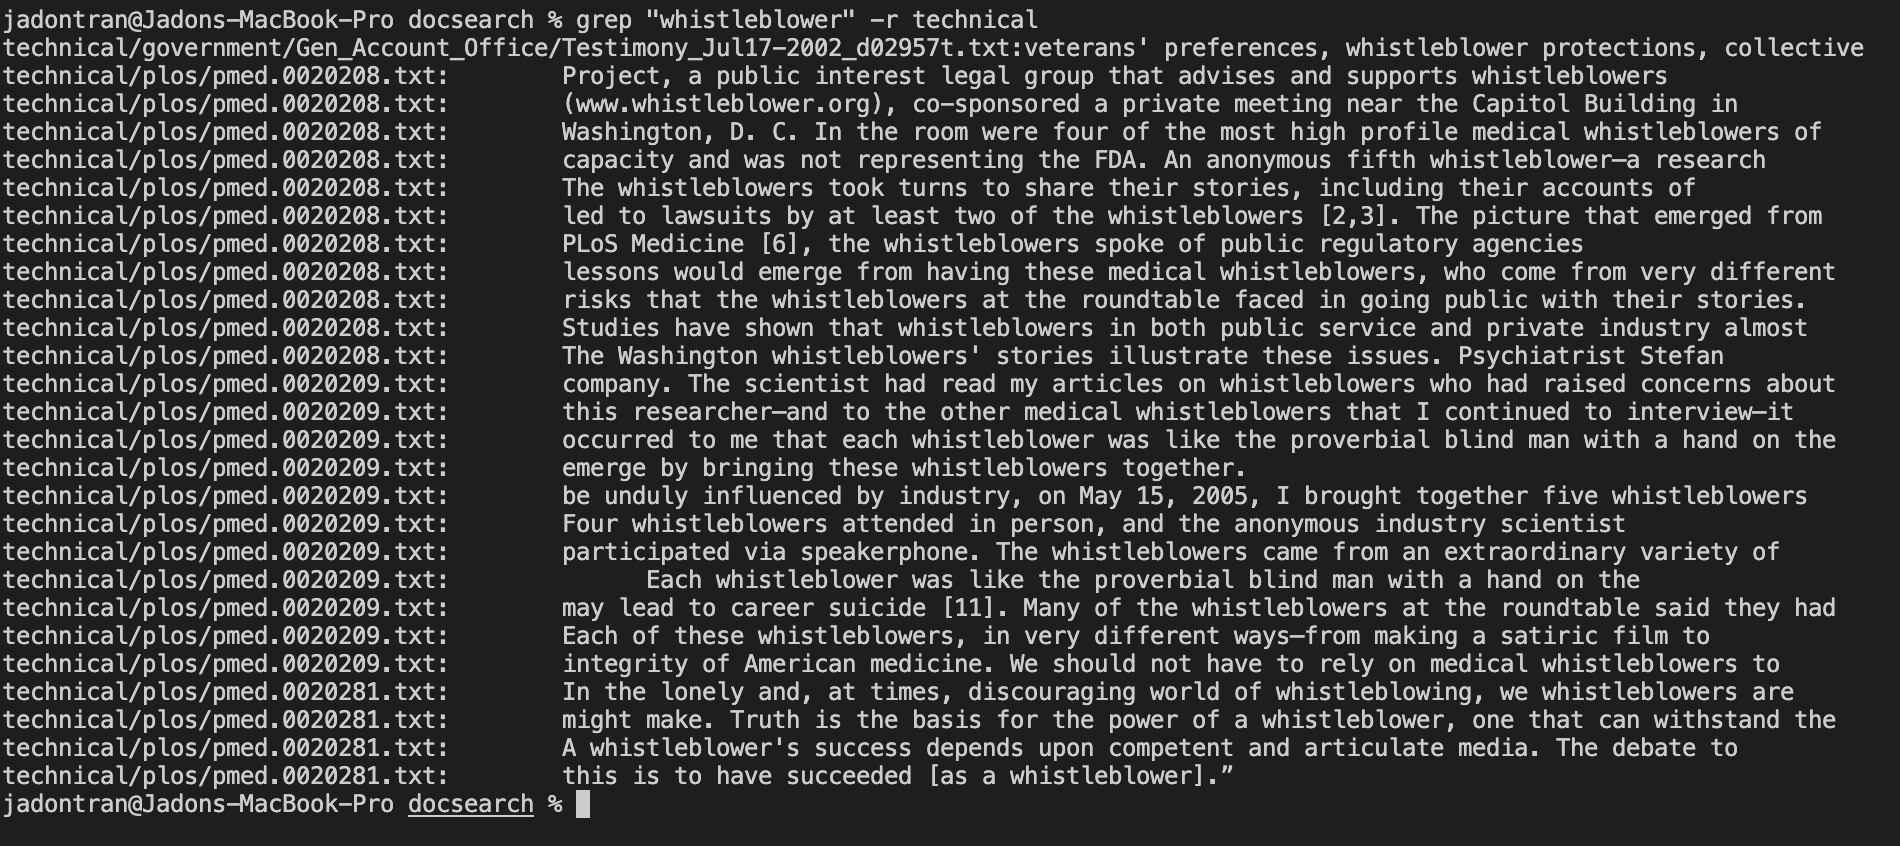 jadontran@Jadons-MacBook-Pro docsearch % grep "whistleblower" -r technical
technical/government/Gen_Account_Office/Testimony_Jul17-2002_d02957t.txt:veterans' preferences, whistleblower protections, collective
technical/plos/pmed.0020208.txt:        Project, a public interest legal group that advises and supports whistleblowers
technical/plos/pmed.0020208.txt:        (www.whistleblower.org), co-sponsored a private meeting near the Capitol Building in
technical/plos/pmed.0020208.txt:        Washington, D. C. In the room were four of the most high profile medical whistleblowers of
technical/plos/pmed.0020208.txt:        capacity and was not representing the FDA. An anonymous fifth whistleblower—a research
technical/plos/pmed.0020208.txt:        The whistleblowers took turns to share their stories, including their accounts of
technical/plos/pmed.0020208.txt:        led to lawsuits by at least two of the whistleblowers [2,3]. The picture that emerged from
technical/plos/pmed.0020208.txt:        PLoS Medicine [6], the whistleblowers spoke of public regulatory agencies
technical/plos/pmed.0020208.txt:        lessons would emerge from having these medical whistleblowers, who come from very different
technical/plos/pmed.0020208.txt:        risks that the whistleblowers at the roundtable faced in going public with their stories.
technical/plos/pmed.0020208.txt:        Studies have shown that whistleblowers in both public service and private industry almost
technical/plos/pmed.0020208.txt:        The Washington whistleblowers' stories illustrate these issues. Psychiatrist Stefan
technical/plos/pmed.0020209.txt:        company. The scientist had read my articles on whistleblowers who had raised concerns about
technical/plos/pmed.0020209.txt:        this researcher—and to the other medical whistleblowers that I continued to interview—it
technical/plos/pmed.0020209.txt:        occurred to me that each whistleblower was like the proverbial blind man with a hand on the
technical/plos/pmed.0020209.txt:        emerge by bringing these whistleblowers together.
technical/plos/pmed.0020209.txt:        be unduly influenced by industry, on May 15, 2005, I brought together five whistleblowers
technical/plos/pmed.0020209.txt:        Four whistleblowers attended in person, and the anonymous industry scientist
technical/plos/pmed.0020209.txt:        participated via speakerphone. The whistleblowers came from an extraordinary variety of
technical/plos/pmed.0020209.txt:              Each whistleblower was like the proverbial blind man with a hand on the
technical/plos/pmed.0020209.txt:        may lead to career suicide [11]. Many of the whistleblowers at the roundtable said they had
technical/plos/pmed.0020209.txt:        Each of these whistleblowers, in very different ways—from making a satiric film to
technical/plos/pmed.0020209.txt:        integrity of American medicine. We should not have to rely on medical whistleblowers to
technical/plos/pmed.0020281.txt:        In the lonely and, at times, discouraging world of whistleblowing, we whistleblowers are
technical/plos/pmed.0020281.txt:        might make. Truth is the basis for the power of a whistleblower, one that can withstand the
technical/plos/pmed.0020281.txt:        A whistleblower's success depends upon competent and articulate media. The debate to
technical/plos/pmed.0020281.txt:        this is to have succeeded [as a whistleblower].”
jadontran@Jadons-MacBook-Pro docsearch %